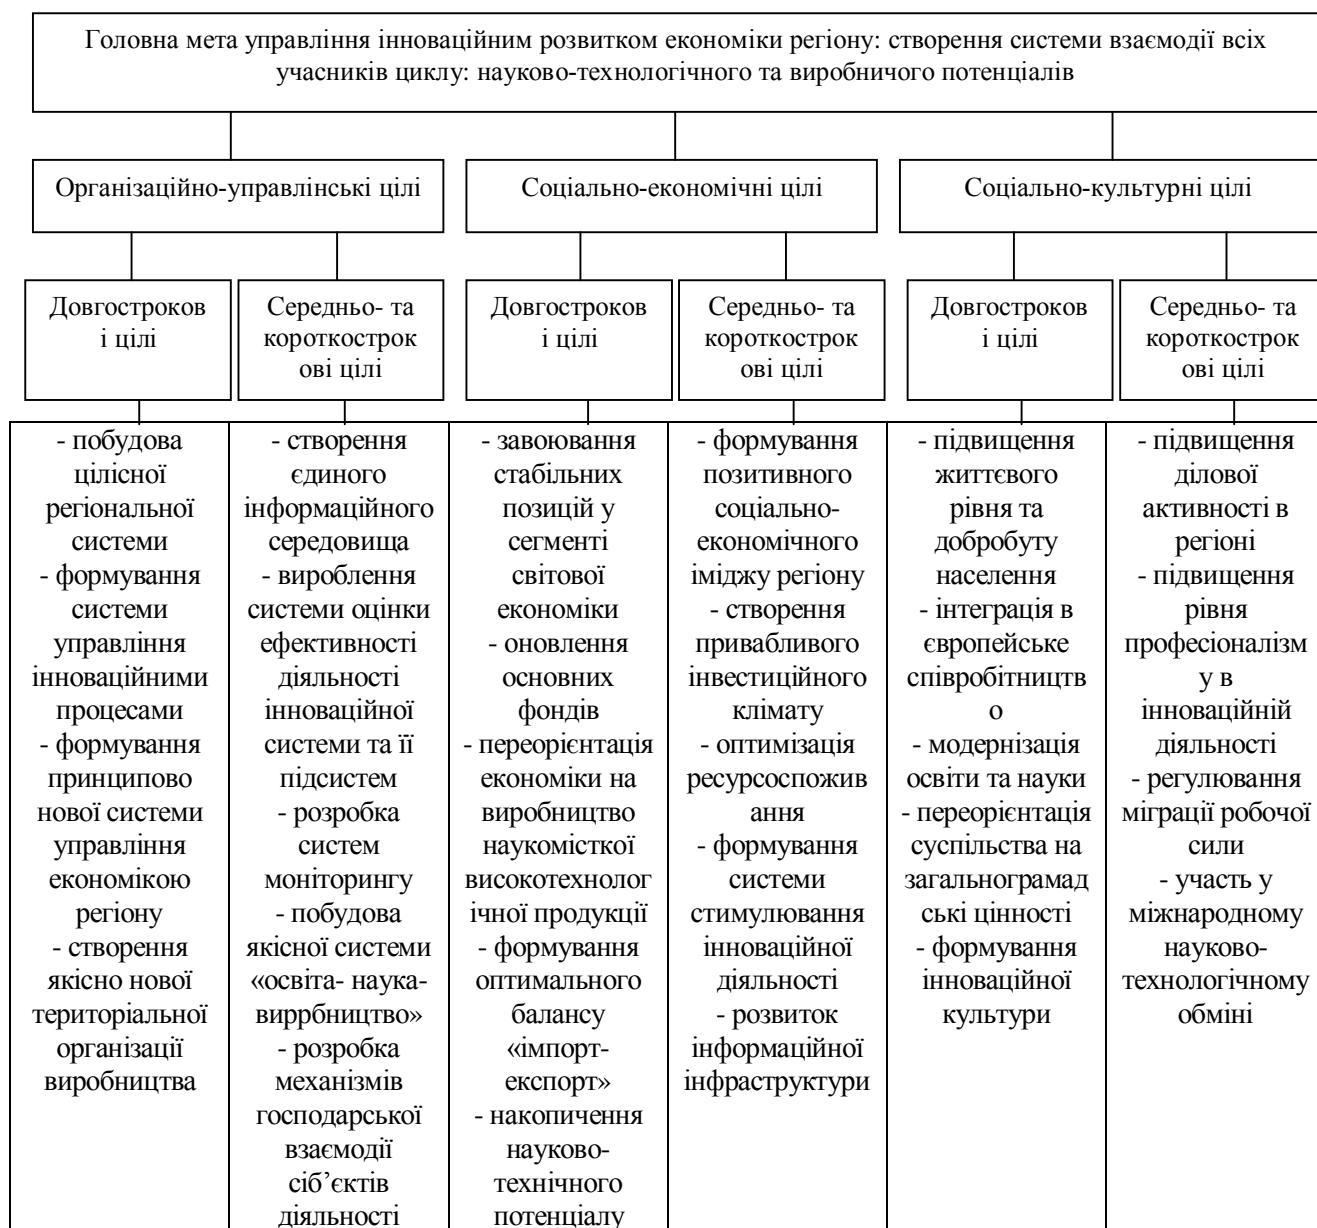 Головна мета управління інноваційним розвитком економіки регіону: створення системи взаємодії всіх
учасників циклу: науково-технологічного та виробничого потенціалів
Організаційно-управлінські цілі
Соціально-економічні цілі
Соціально-культурні цілі
Довгостроков
і цілі
Середньо- та
короткострок
ові цілі
Довгостроков
і цілі
Середньо- та
короткострок
ові цілі
Довгостроков
і цілі
Середньо- та
короткострок
ові цілі
- побудова
цілісної
регіональної
системи
- формування
системи
управління
інноваційними
процесами
- формування
принципово
нової системи
управління
економікою
регіону
- створення
якісно нової
територіальної
організації
виробництва
- створення
єдиного
інформаційного
середовища
- вироблення
системи оцінки
ефективності
діяльності
інноваційної
системи та її
підсистем
- розробка
систем
моніторингу
- побудова
якісної системи
«освіта- наука-
виррбництво»
- розробка
механізмів
господарської
взаємодії
сіб’єктів
діяльності
- завоювання
стабільних
позицій у
сегменті
світової
економіки
- оновлення
основних
фондів
- переорієнтація
економіки на
виробництво
наукомісткої
високотехнолог
ічної продукції
- формування
оптимального
балансу
«імпорт-
експорт»
- накопичення
науково-
технічного
потенціалу
- формування
позитивного
соціально-
економічного
іміджу регіону
- створення
привабливого
інвестиційного
клімату
- оптимізація
ресурсоспожив
ання
- формування
системи
стимулювання
інноваційної
діяльності
- розвиток
інформаційної
інфраструктури
- підвищення
життєвого
рівня та
добробуту
населення
- інтеграція в
європейське
співробітництв
о
- модернізація
освіти та науки
- переорієнтація
суспільства на
загальнограмад
ські цінності
- формування
інноваційної
культури
- підвищення
ділової
активності в
регіоні
- підвищення
рівня
професіоналізм
у в
інноваційній
діяльності
- регулювання
міграції робочої
сили
- участь у
міжнародному
науково-
технологічному
обміні